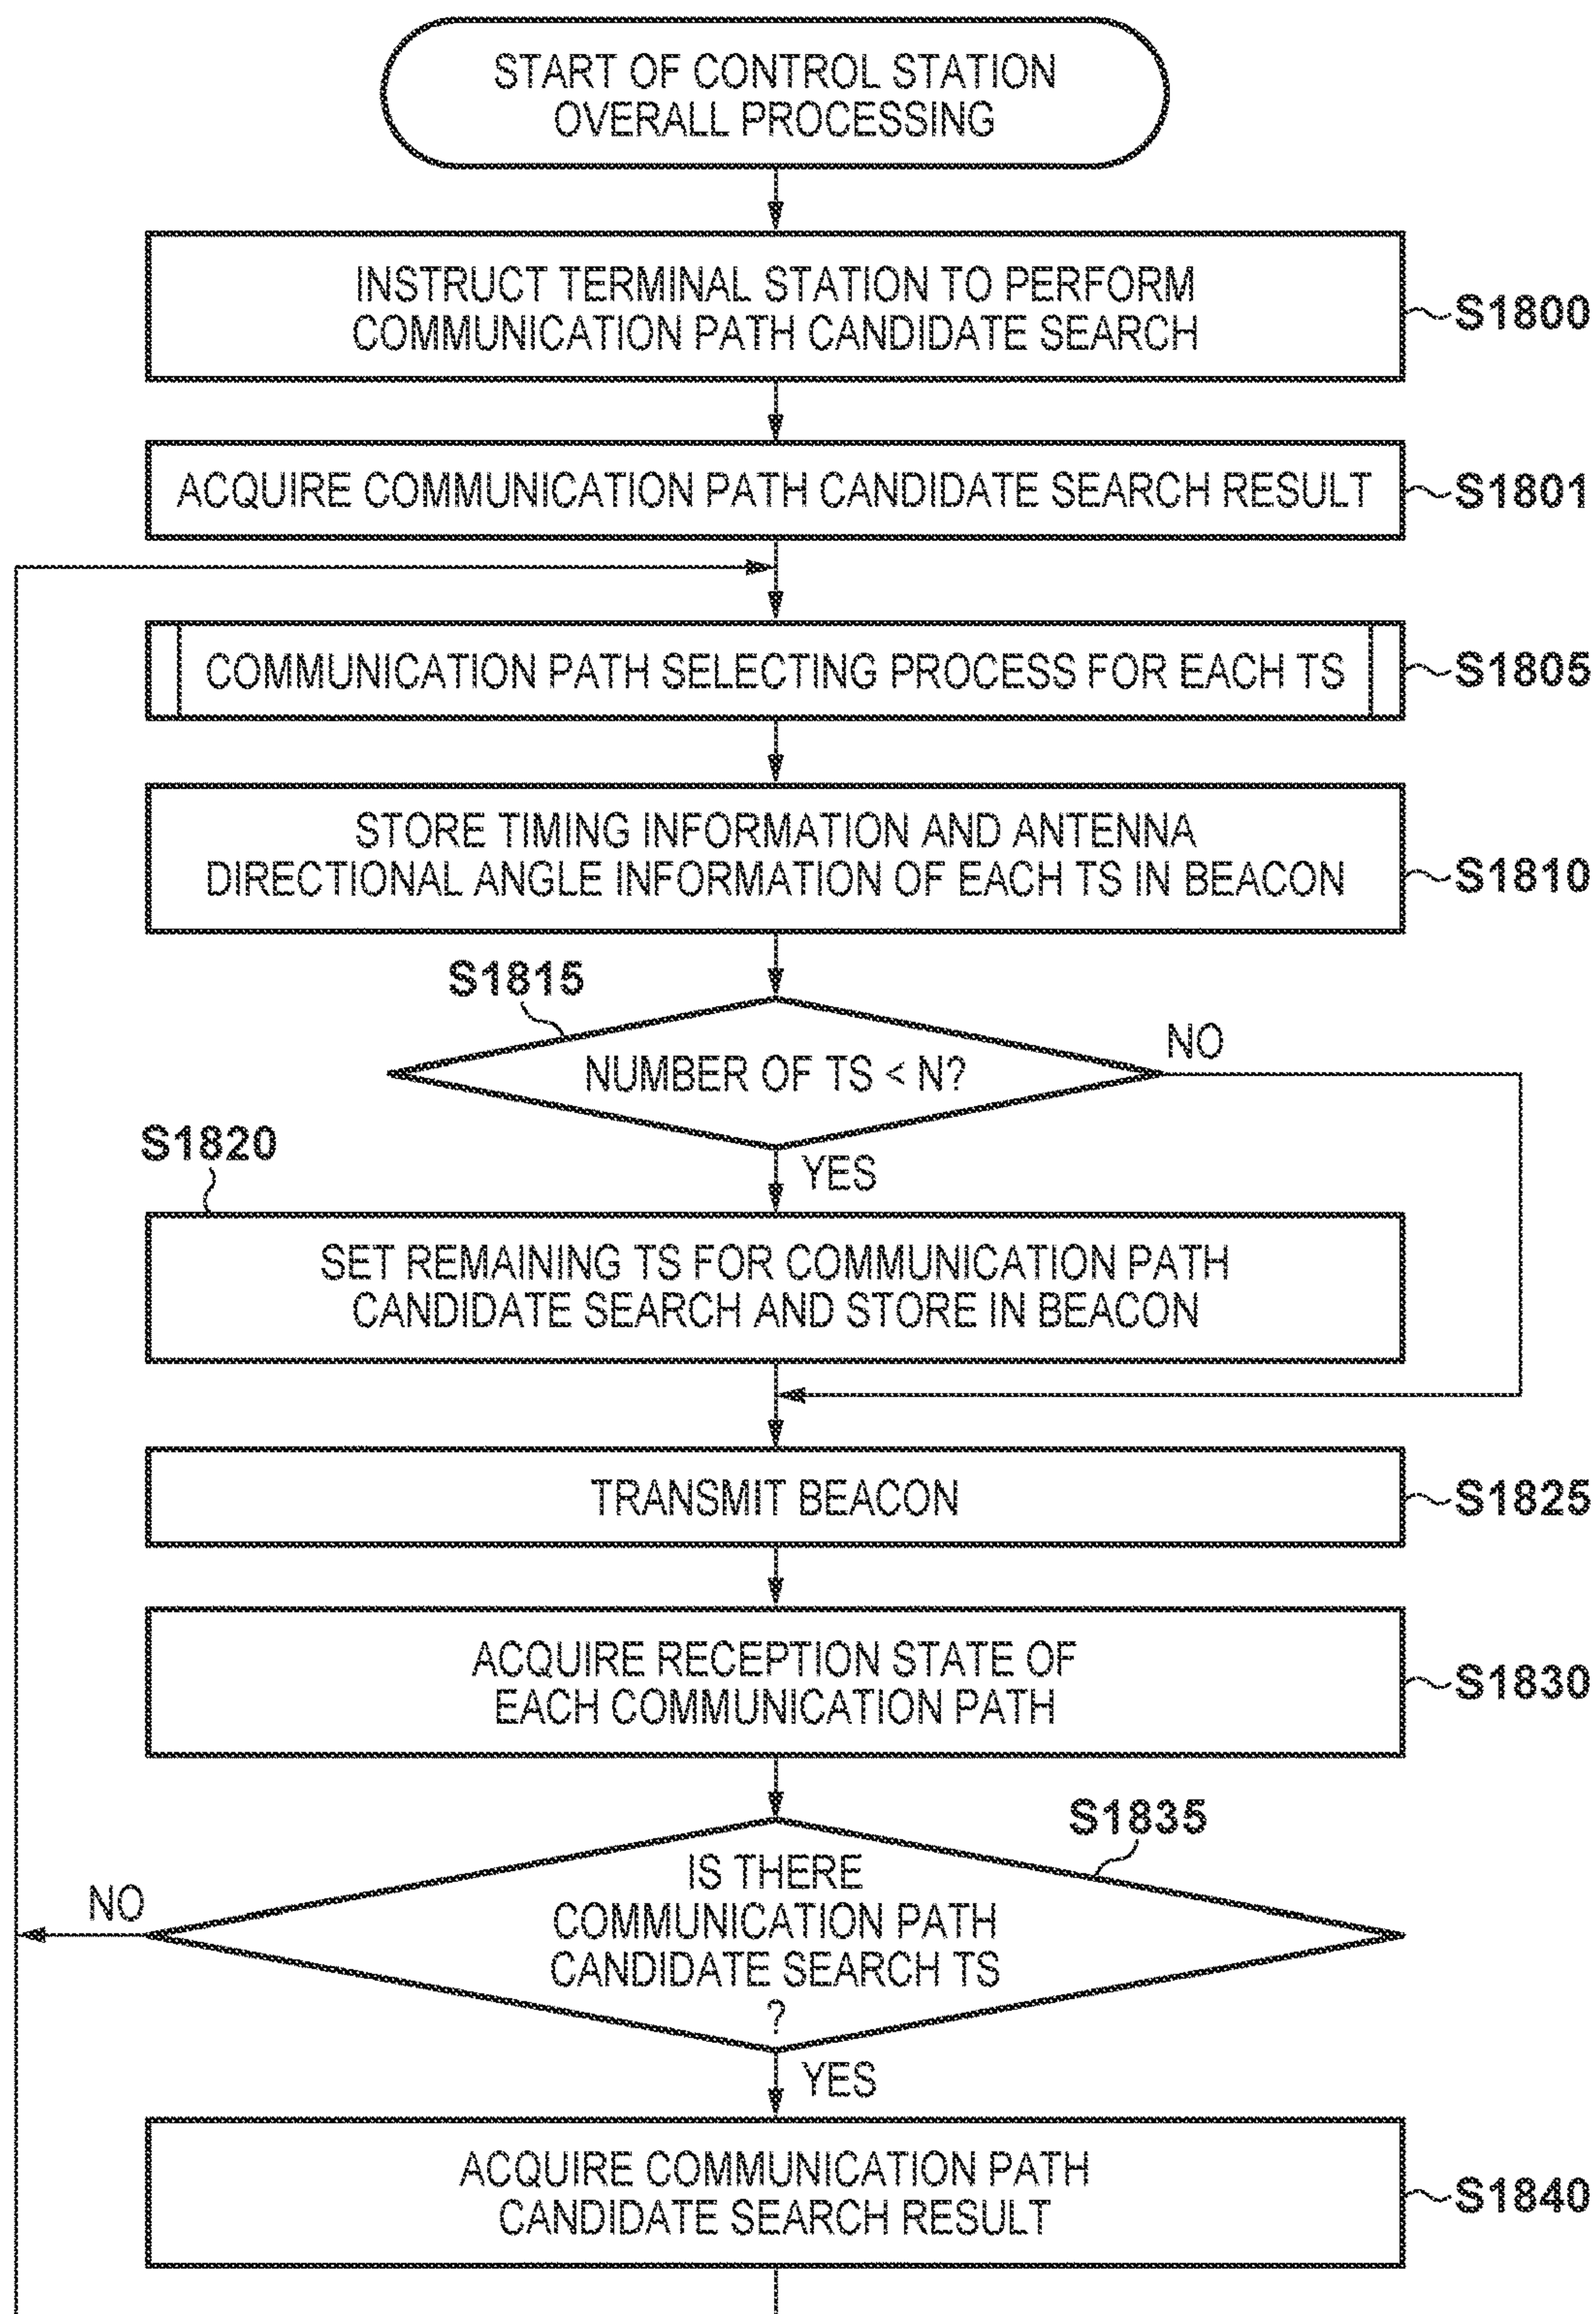 START OF CONTROL STATION
OVERALL PROCESSING
INSTRUCT TERMINAL STATION TO PERFORM
COMMUNICATION PATH CANDIDATE SEARCH
S1800
ACQUIRE COMMUNICATION PATH CANDIDATE SEARCH RESULT
S1801
COMMUNICATION PATH SELECTING PROCESS FOR EACH TS
S1805
STORE TIMING INFORMATION AND ANTENNA
DIRECTIONAL ANGLE INFORMATION OF EACH TS IN BEACON
S1810
S1815
NUMBER OF TS < N?
NO
YES
S1820
SET REMAINING TS FOR COMMUNICATION PATH
CANDIDATE SEARCH AND STORE IN BEACON
TRANSMIT BEACON
S1825
ACQUIRE RECEPTION STATE OF
EACH COMMUNICATION PATH
S1830
S1835
IS THERE
COMMUNICATION PATH
CANDIDATE SEARCH TS
?
NO
YES
ACQUIRE COMMUNICATION PATH
CANDIDATE SEARCH RESULT
S1840